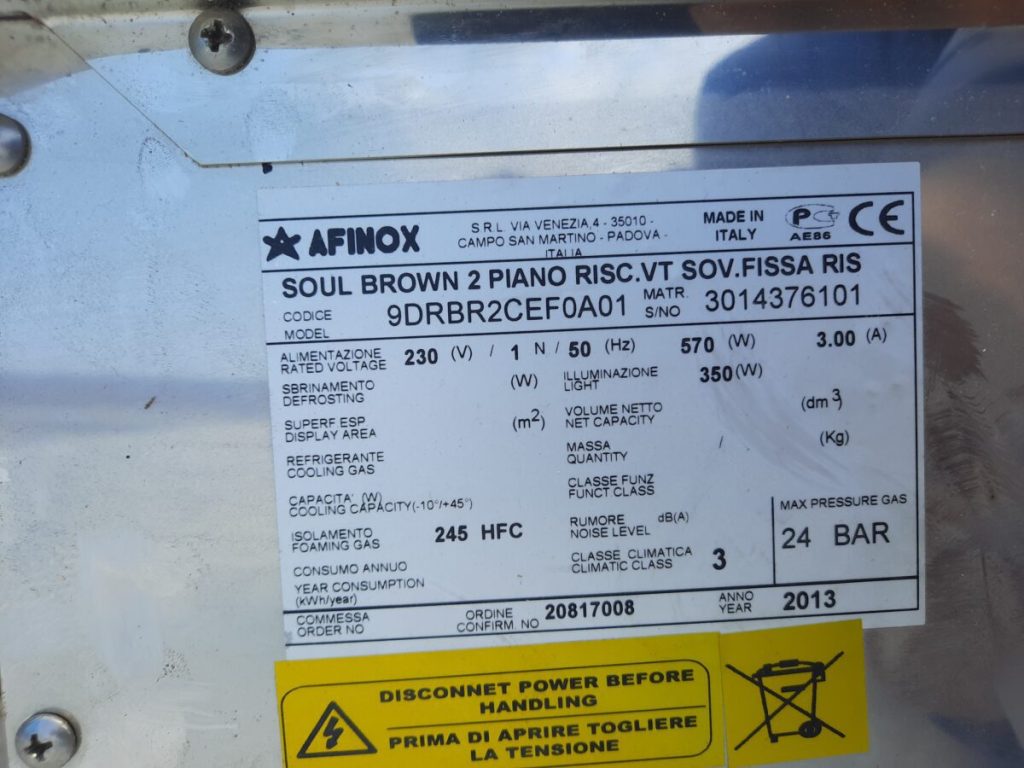 AFINOX
S.R.L. VIA VENEZIA,4 - 35010 -
CAMPO SAN MARTINO - PADOVA -
ITALIA
MADE IN
ITALY
PC
AE86
CE
SOUL BROWN 2 PIANO RISC.VT SOV.FISSA RIS
CODICE
MODEL
9DRBR2CEF0A01
MATR.
S/NO
3014376101
ALIMENTAZIONE
RATED VOLTAGE
230 (V) / 1 N / 50 (Hz) 570 (W) 3.00 (A)
SBRINAMENTO
DEFROSTING
(W)
ILLUMINAZIONE
LIGHT
350 (W)
SUPERF.ESP
DISPLAY AREA
(m2)
VOLUME NETTO
NET CAPACITY
(dm3)
REFRIGERANTE
COOLING GAS
MASSA
QUANTITY
/ (Kg)
CAPACITA' (W)
COOLING CAPACITY(-10°/+45°)
CLASSE FUNZ
FUNCT CLASS
ISOLAMENTO
FOAMING GAS
245 HFC
RUMORE dB(A)
NOISE LEVEL
MAX PRESSURE GAS
24 BAR
CONSUMO ANNUO
YEAR CONSUMPTION
(kWh/year)
CLASSE CLIMATICA
CLIMATIC CLASS
3
COMMESSA
ORDER NO
ORDINE
CONFIRM. NO
20817008
ANNO
YEAR
2013
DISCONNET POWER BEFORE
HANDLING
PRIMA DI APRIRE TOGLIERE
LA TENSIONE